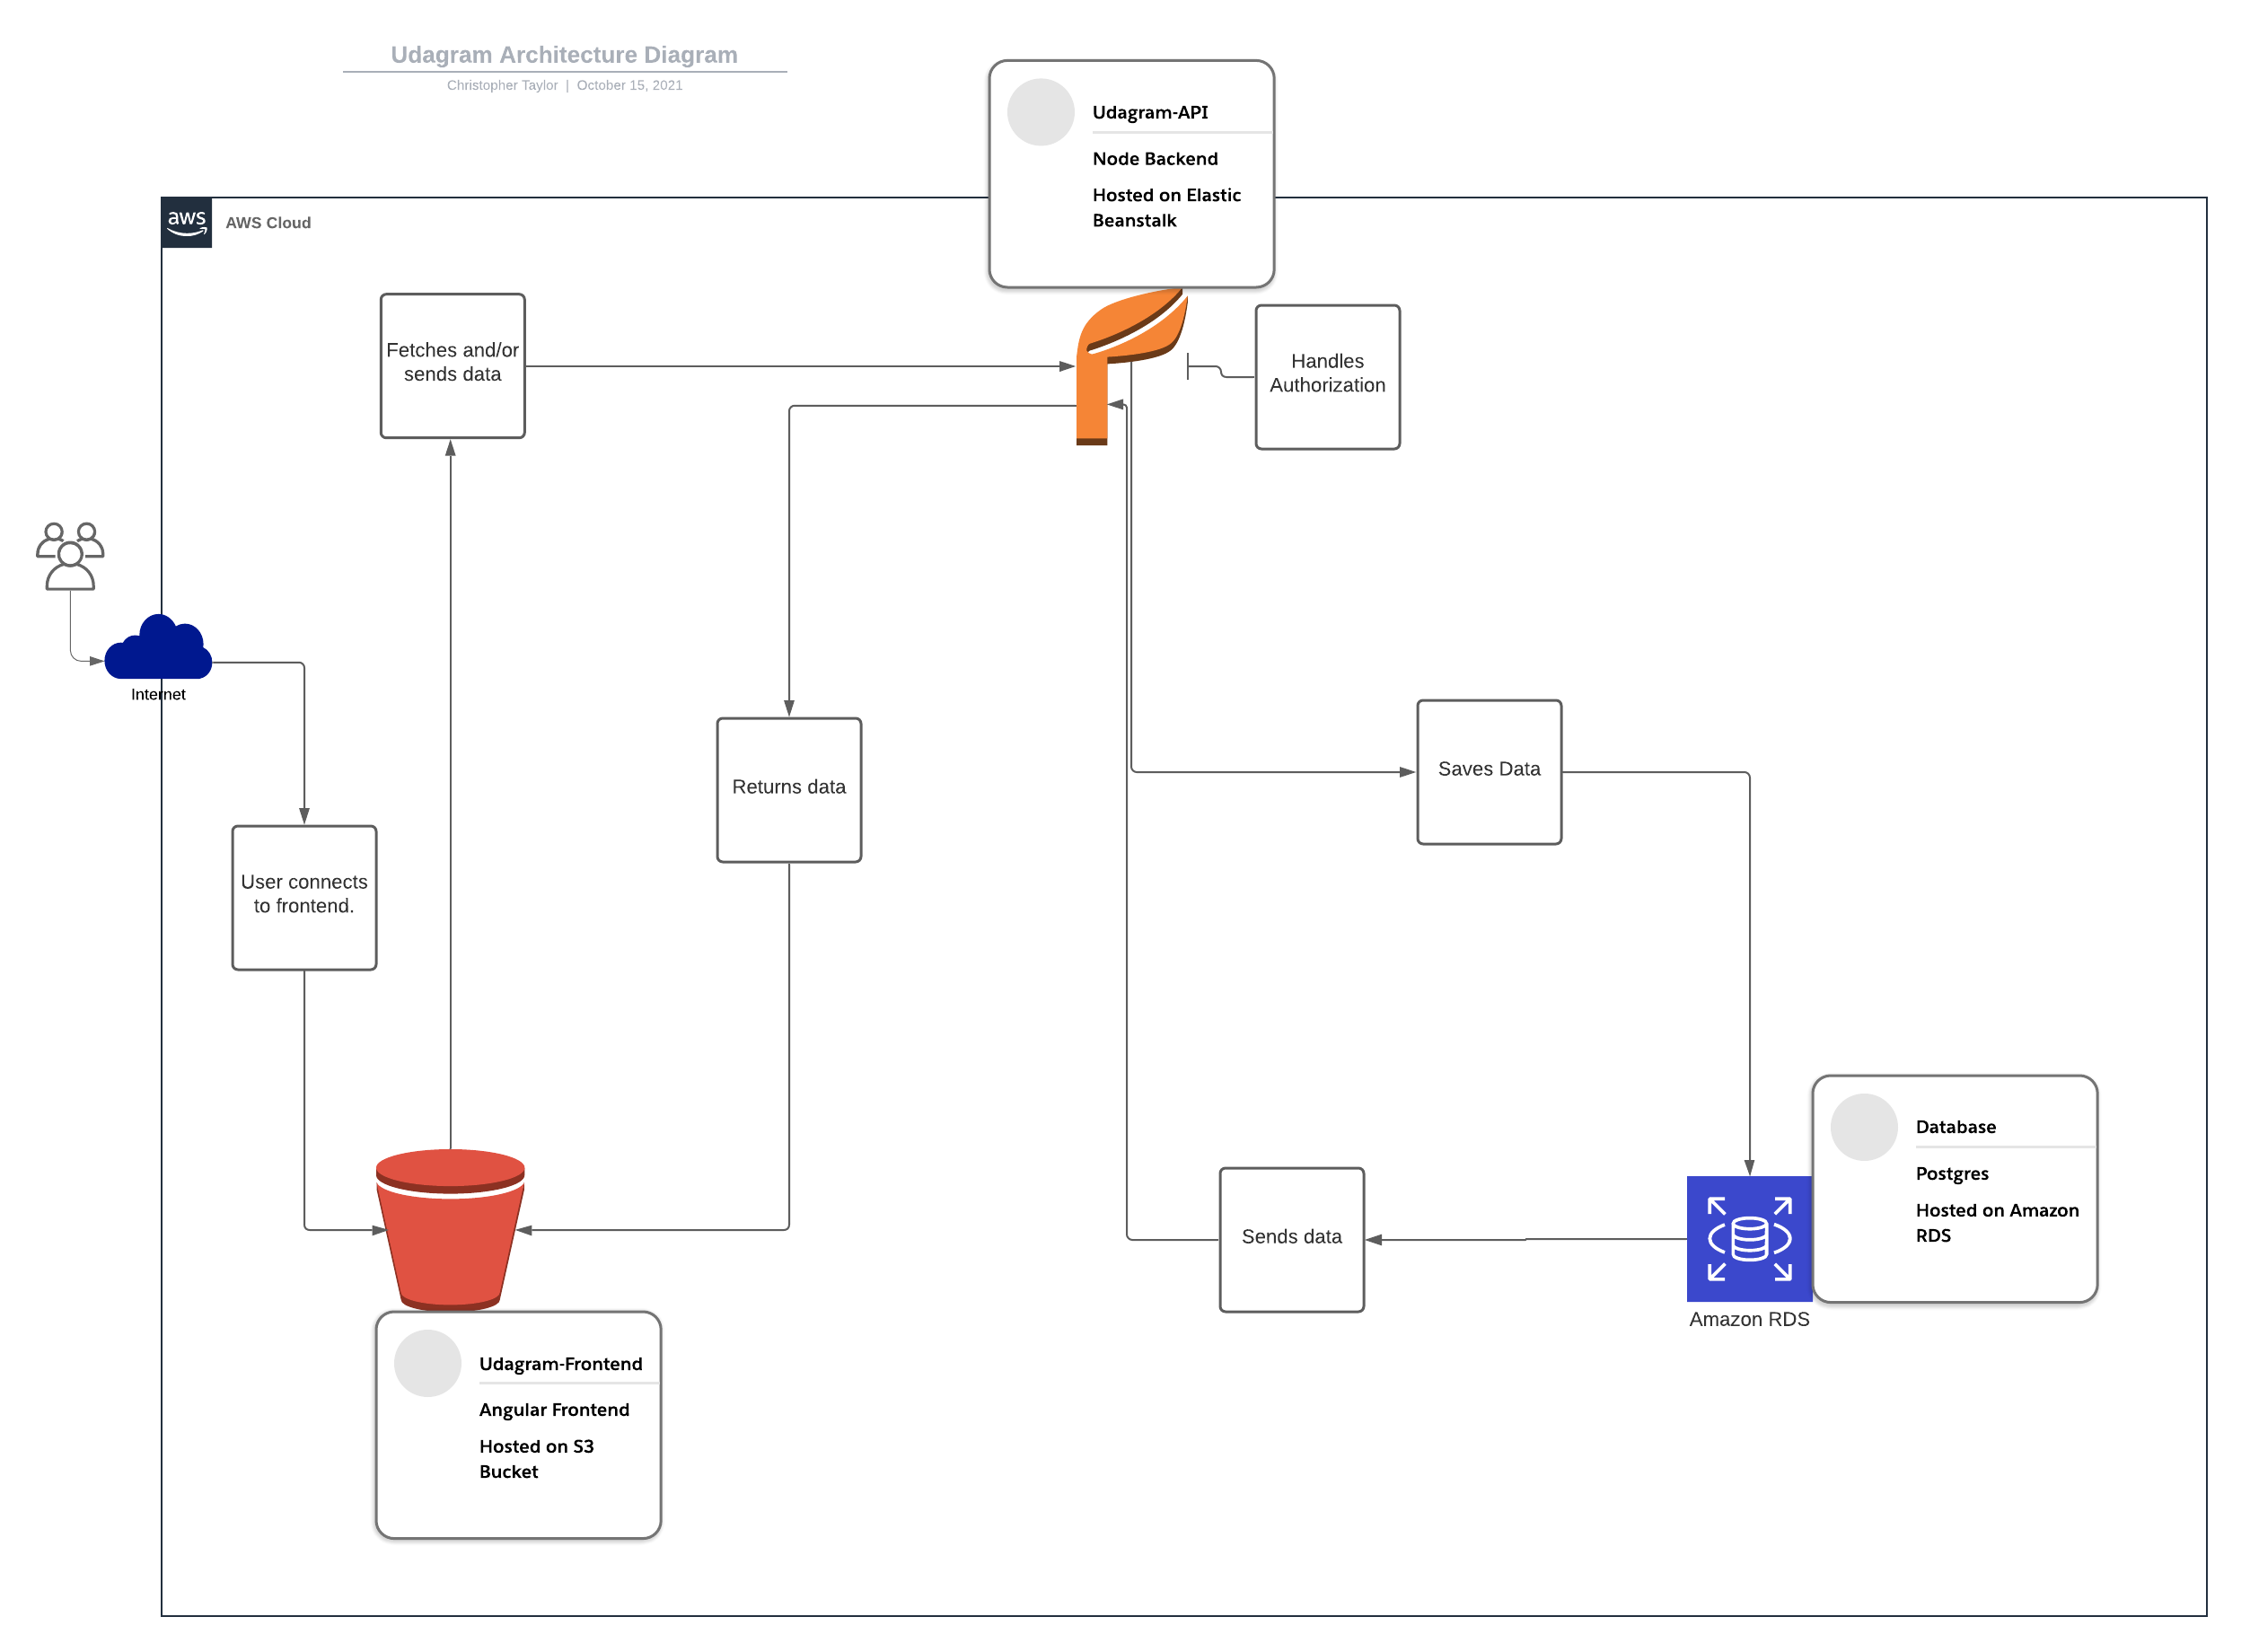 Udagram Architecture Diagram
Christopher Taylor | October 15, 2021
Udagram-API
Node Backend
Hosted on Elastic
Beanstalk
aws
AWS Cloud
Fetches and/or
sends data
Handles
Authorization
Internet
Returns data
Saves Data
User connects
to frontend.
Database
Postgres
Hosted on Amazon
RDS
Sends data
Amazon RDS
Udagram-Frontend
Angular Frontend
Hosted on S3
Bucket